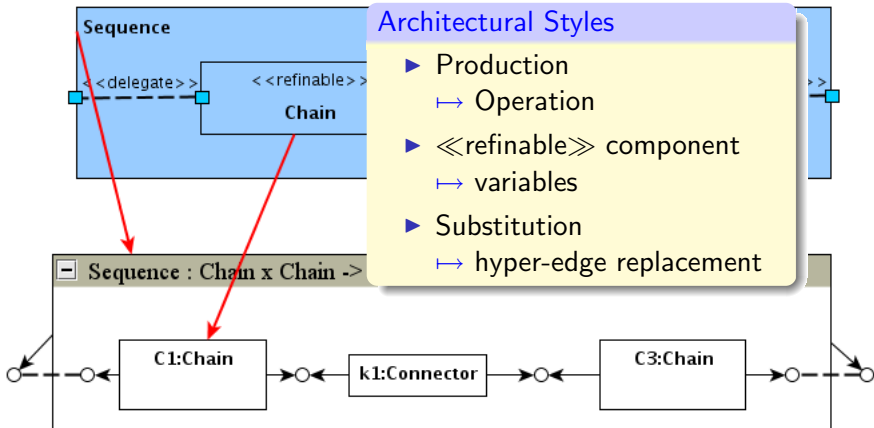 Sequence
Architectural Styles
<<delegate>>
<<refinable>>
Chain
>>
▶ Production
↦ Operation
▶ ≪refinable≫ component
↦ variables
▶ Substitution
↦ hyper-edge replacement
Sequence : Chain x Chain ->
C1:Chain
k1:Connector
C3:Chain